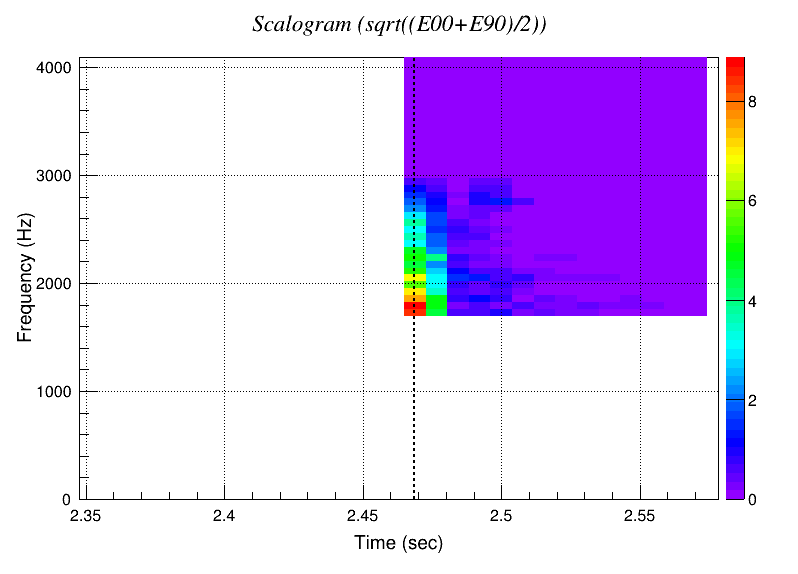 Scalogram (sqrt((E00+E90)/2))
Frequency (Hz)
4000
3000
2000
1000
0
8
6
4
2
0
2.35 2.4 2.45 2.5 2.55
Time (sec)